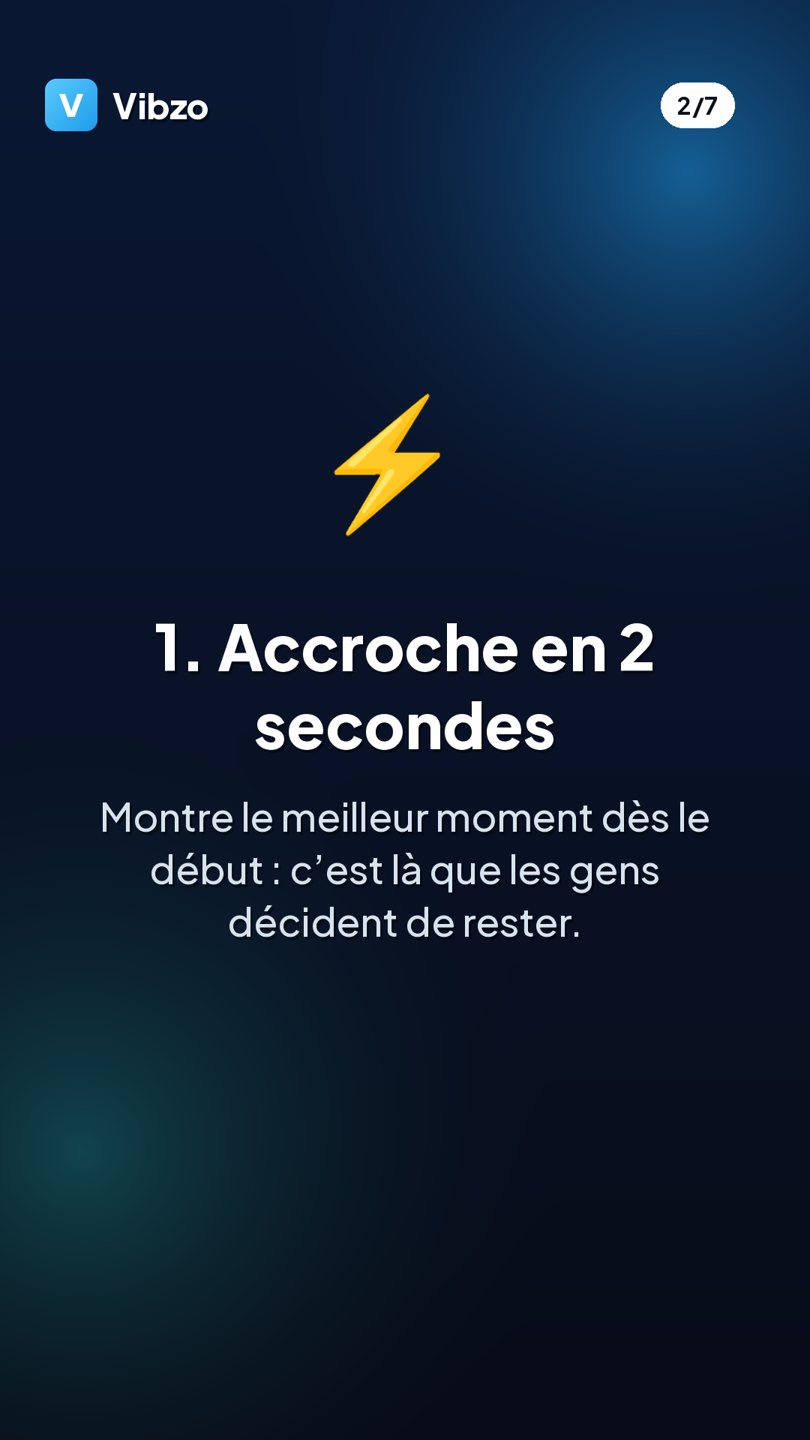 V Vibzo
2/7
1. Accroche en 2
secondes
Montre le meilleur moment dès le
début : c’est là que les gens
décident de rester.